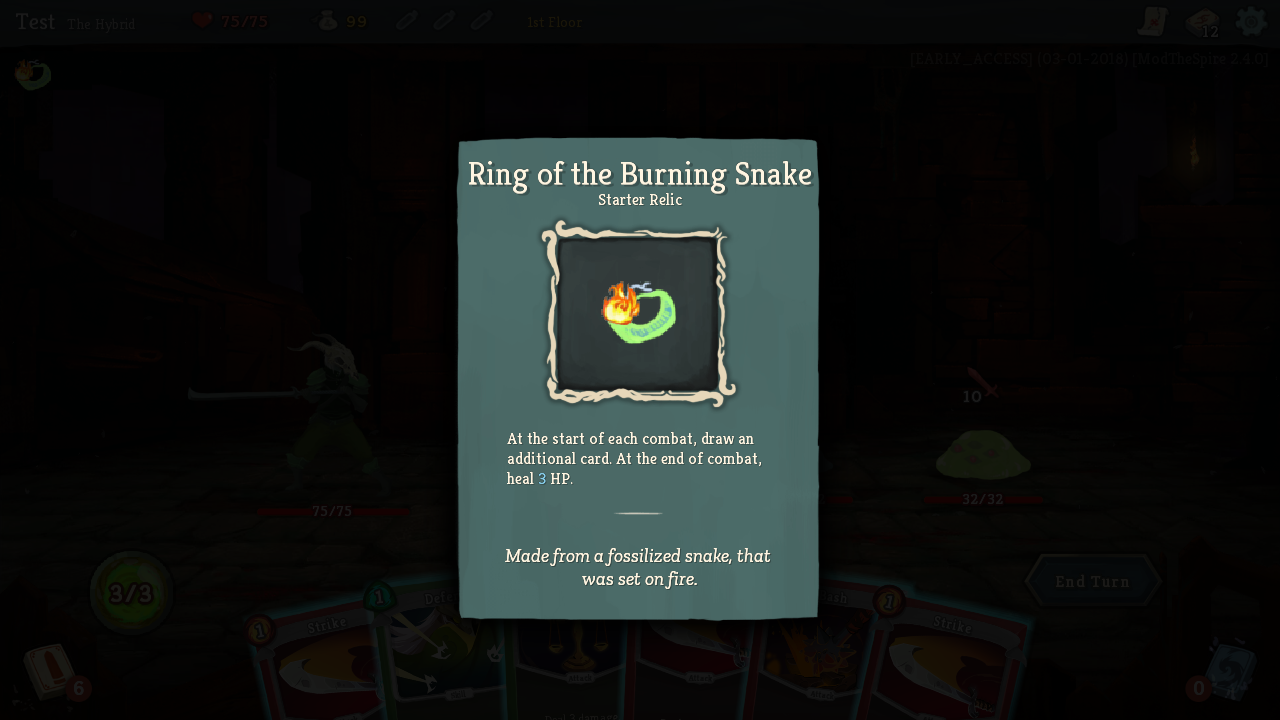 Test The Hybrid 75/75 99 1st Floor 12
[EARLY_ACCESS] (03-01-2018) [ModTheSpire 2.4.0]
Ring of the Burning Snake
Starter Relic
10
At the start of each combat, draw an
additional card. At the end of combat,
heal 3 HP.
75/75
32/32
Made from a fossilized snake, that
was set on fire.
3/3
End Turn
1 Strike
1
1 Strike
Attack
Attack
Attack
6
0